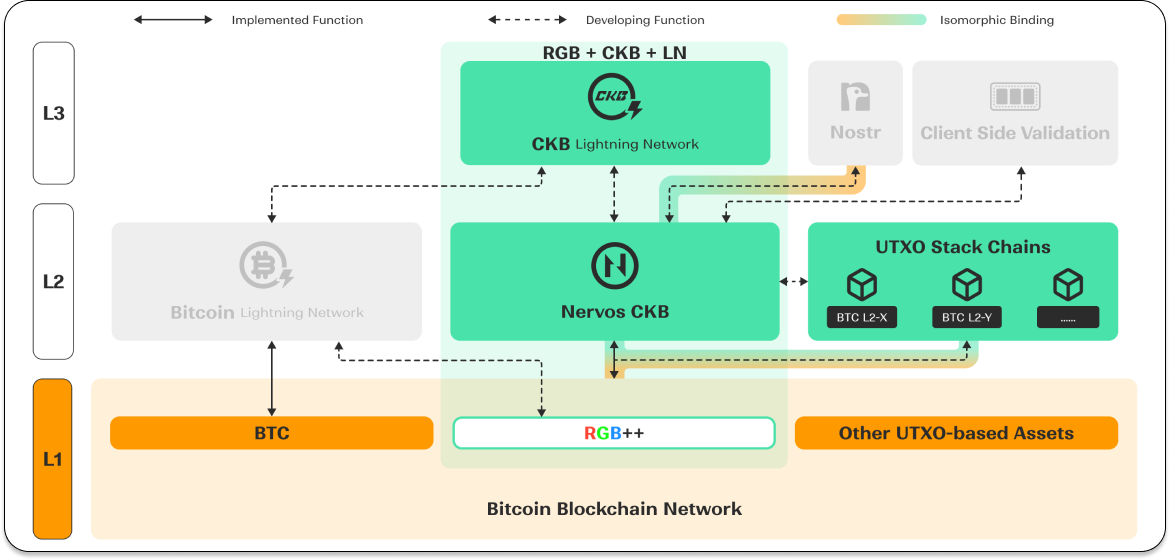 Implemented Function
Developing Function
Isomorphic Binding
RGB + CKB + LN
L3
CKB
CKB Lightning Network
Nostr
Client Side Validation
L2
Bitcoin Lightning Network
Nervos CKB
UTXO Stack Chains
BTC L2-X
BTC L2-Y
......
L1
BTC
RGB++
Other UTXO-based Assets
Bitcoin Blockchain Network